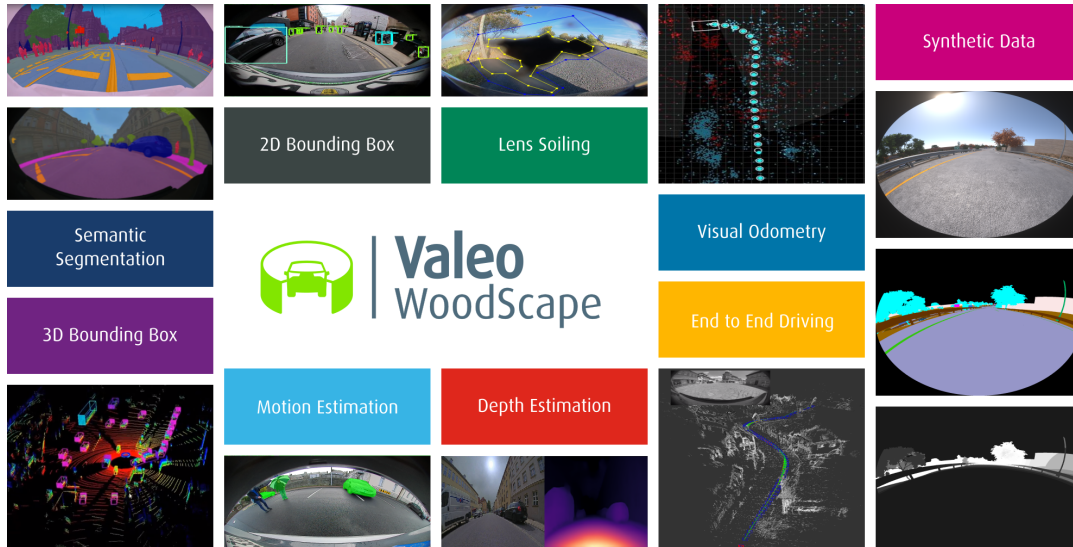 Synthetic Data
2D Bounding Box
Lens Soiling
Semantic
Segmentation
Valeo
WoodScape
Visual Odometry
3D Bounding Box
End to End Driving
Motion Estimation
Depth Estimation